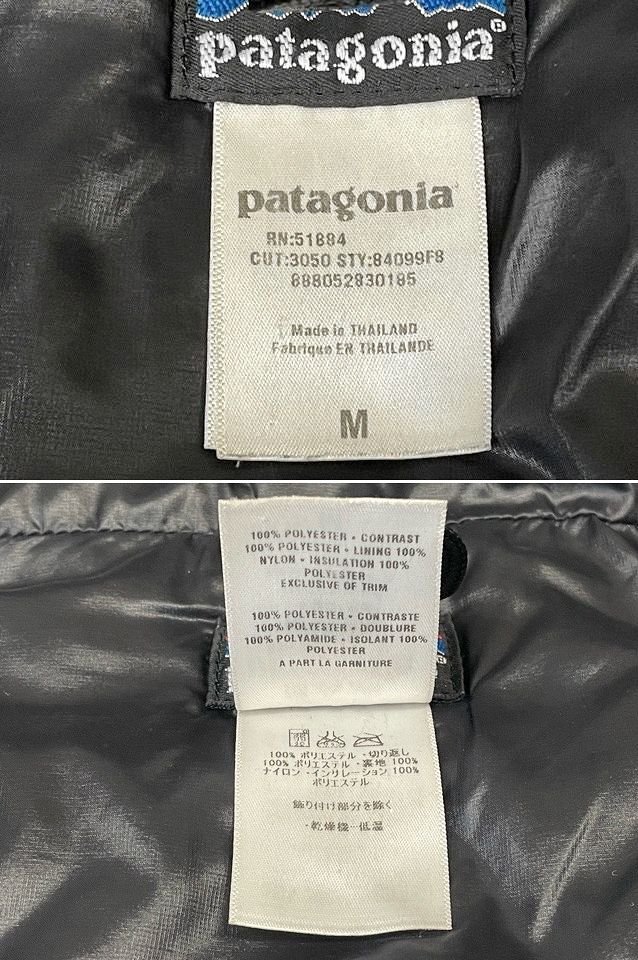 patagonia®
patagonia
RN:51884
CUT:3050 STY:84099F8
888052830185
Made in THAILAND
Fabriqué EN THAILANDE
M
100% POLYESTER • CONTRAST
100% POLYESTER • LINING 100%
NYLON • INSULATION 100%
POLYESTER
EXCLUSIVE OF TRIM
100% POLYESTER • CONTRASTE
100% POLYESTER • DOUBLURE
100% POLYAMIDE • ISOLANT 100%
POLYESTER
A PART LA GARNITURE
100% ポリエステル・切り返し
100% ポリエステル・裏地 100%
ナイロン・インサレーション 100%
ポリエステル
飾り付け部分を除く
・乾燥機−低温